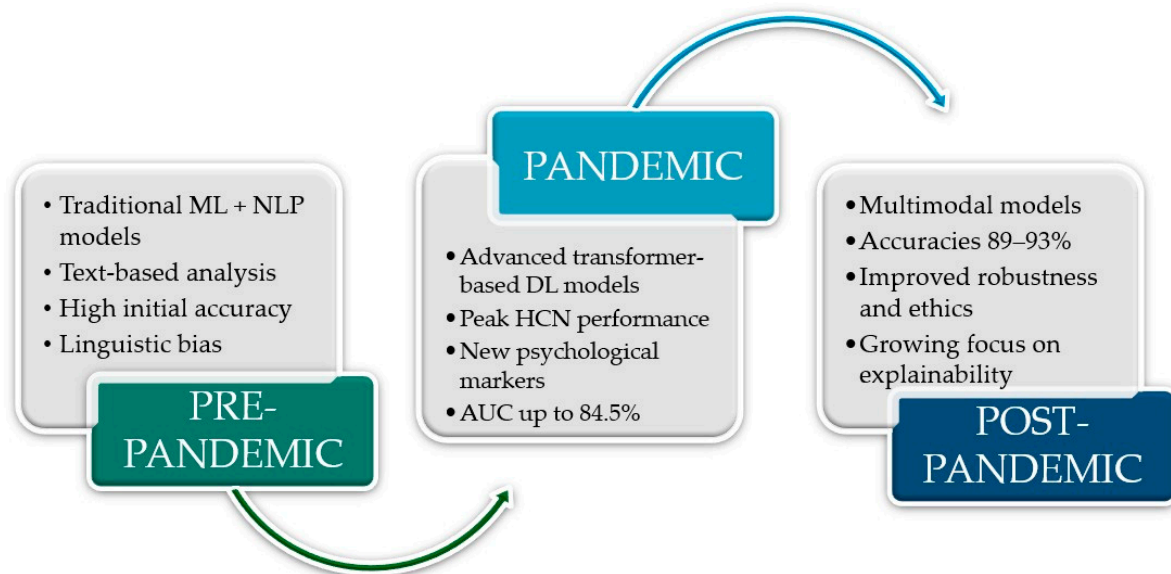 • Traditional ML + NLP
models
• Text-based analysis
• High initial accuracy
• Linguistic bias
PRE-
PANDEMIC
PANDEMIC
• Advanced transformer-
based DL models
• Peak HCN performance
• New psychological
markers
• AUC up to 84.5%
• Multimodal models
• Accuracies 89–93%
• Improved robustness
and ethics
• Growing focus on
explainability
POST-
PANDEMIC